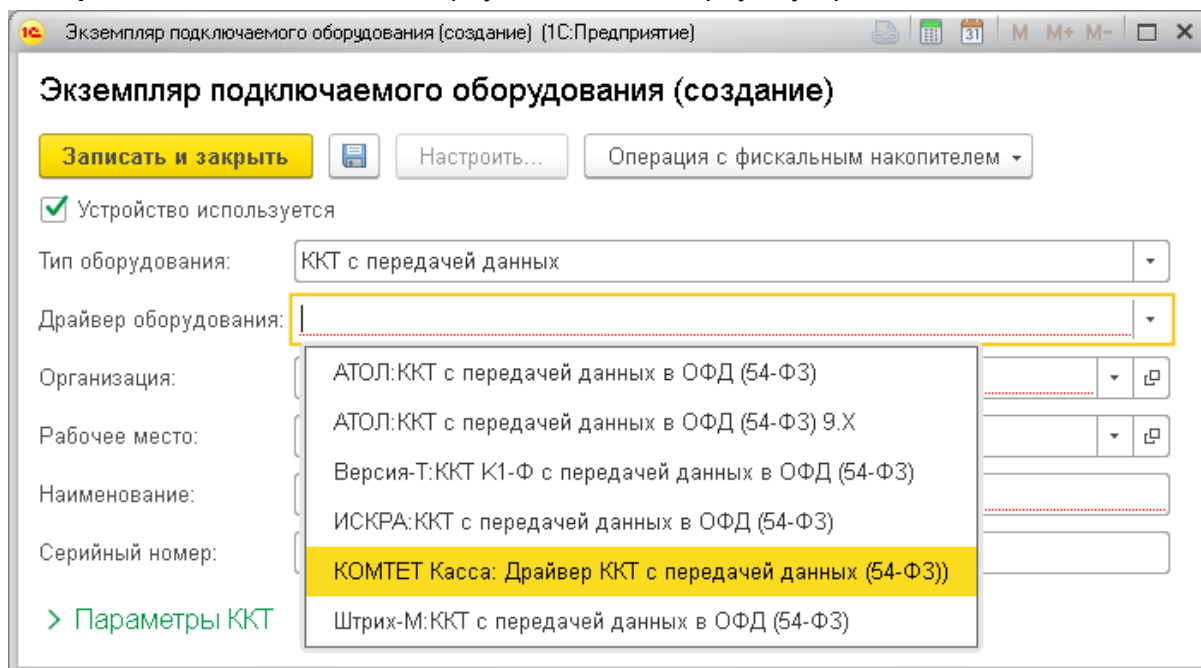 1С Экземпляр подключаемого оборудования (создание) (1С:Предприятие) 31 M M+ M-
Экземпляр подключаемого оборудования (создание)
Записать и закрыть Настроить... Операция с фискальным накопителем
Устройство используется
Тип оборудования: ККТ с передачей данных
Драйвер оборудования:
АТОЛ:ККТ с передачей данных в ОФД (54-ФЗ)
Организация:
АТОЛ:ККТ с передачей данных в ОФД (54-ФЗ) 9.X
Рабочее место:
Версия-Т:ККТ К1-Ф с передачей данных в ОФД (54-ФЗ)
Наименование:
ИСКРА:ККТ с передачей данных в ОФД (54-ФЗ)
Серийный номер:
КОМТЕТ Касса: Драйвер ККТ с передачей данных (54-ФЗ))
Параметры ККТ
Штрих-М:ККТ с передачей данных в ОФД (54-ФЗ)